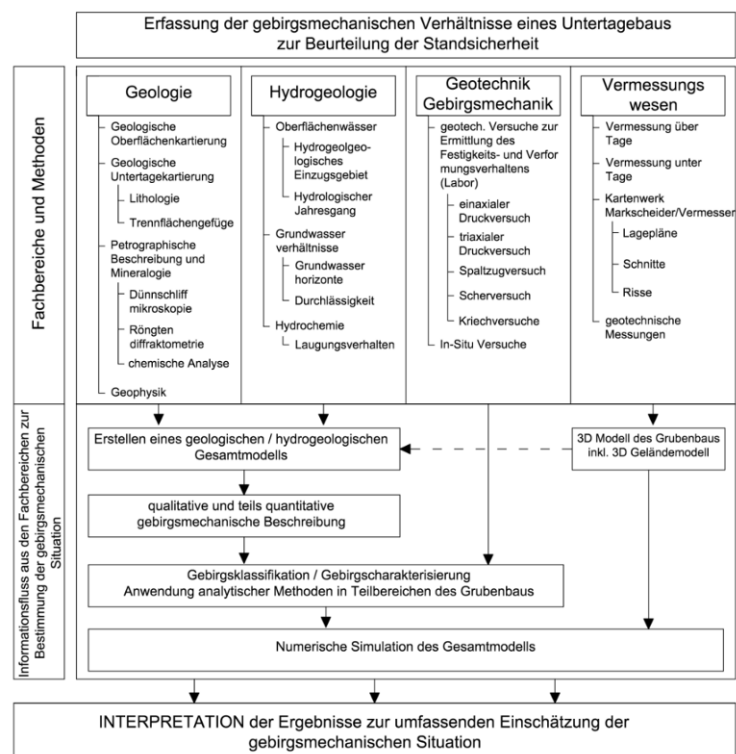 Erfassung der gebirgsmechanischen Verhältnisse eines Untertagebaus
zur Beurteilung der Standsicherheit
Fachbereiche und Methoden
Geologie
Geologische
Oberflächenkartierung
Geologische
Untertagekartierung
Lithologie
Trennflächengefüge
Petrographische
Beschreibung und
Mineralogie
Dünnschliff
mikroskopie
Röngten
diffraktometrie
chemische Analyse
Geophysik
Hydrogeologie
Oberflächenwässer
Hydrogeolgeo-
logisches
Einzugsgebiet
Hydrologischer
Jahresgang
Grundwasser
verhältnisse
Grundwasser
horizonte
Durchlässigkeit
Hydrochemie
Laugungsverhalten
Geotechnik
Gebirgsmechanik
geotech. Versuche zur
Ermittlung des
Festigkeits- und Verfor
mungsverhaltens
(Labor)
einaxialer
Druckversuch
triaxialer
Druckversuch
Spaltzugversuch
Scherversuch
Kriechversuche
In-Situ Versuche
Vermessungs
wesen
Vermessung über
Tage
Vermessung unter
Tage
Kartenwerk
Markscheider/Vermesser
Lagepläne
Schnitte
Risse
geotechnische
Messungen
Informationsfluss aus den Fachbereichen zur
Bestimmung der gebirgsmechanischen
Situation
Erstellen eines geologischen / hydrogeologischen
Gesamtmodells
3D Modell des Grubenbaus
inkl. 3D Geländemodell
qualitative und teils quantitative
gebirgsmechanische Beschreibung
Gebirgsklassifikation / Gebirgscharakterisierung
Anwendung analytischer Methoden in Teilbereichen des Grubenbaus
Numerische Simulation des Gesamtmodells
INTERPRETATION der Ergebnisse zur umfassenden Einschätzung der
gebirgsmechanischen Situation